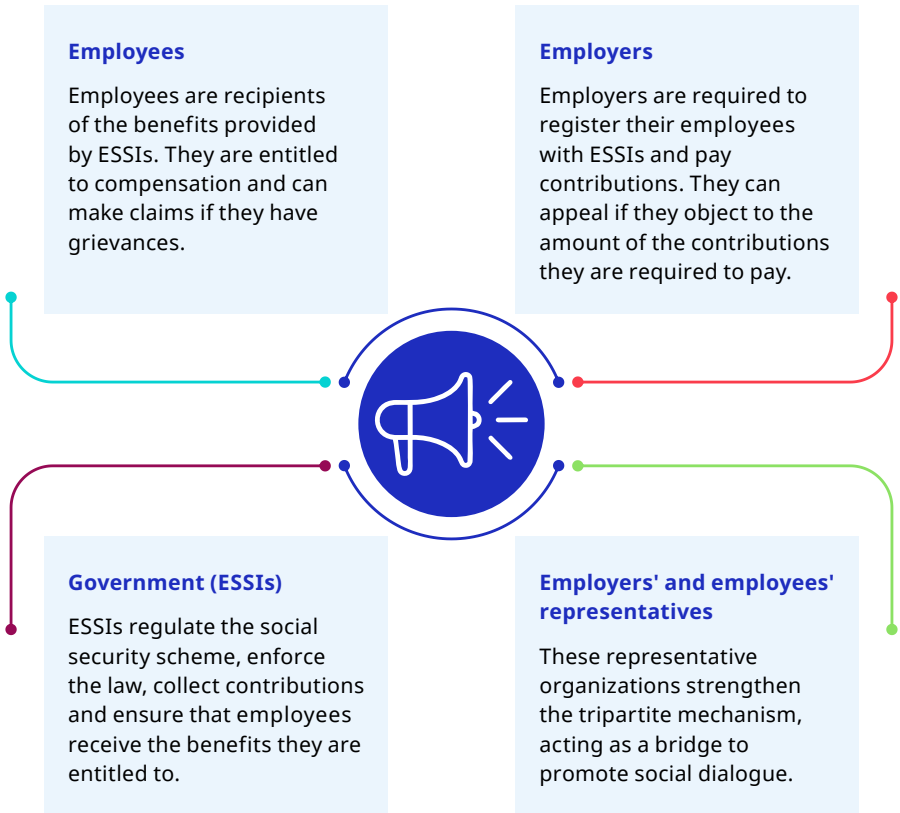 Employees
Employees are recipients
of the benefits provided
by ESSIs. They are entitled
to compensation and can
make claims if they have
grievances.
Employers
Employers are required to
register their employees
with ESSIs and pay
contributions. They can
appeal if they object to the
amount of the contributions
they are required to pay.
Government (ESSIs)
ESSIs regulate the social
security scheme, enforce
the law, collect contributions
and ensure that employees
receive the benefits they are
entitled to.
Employers' and employees'
representatives
These representative
organizations strengthen
the tripartite mechanism,
acting as a bridge to
promote social dialogue.